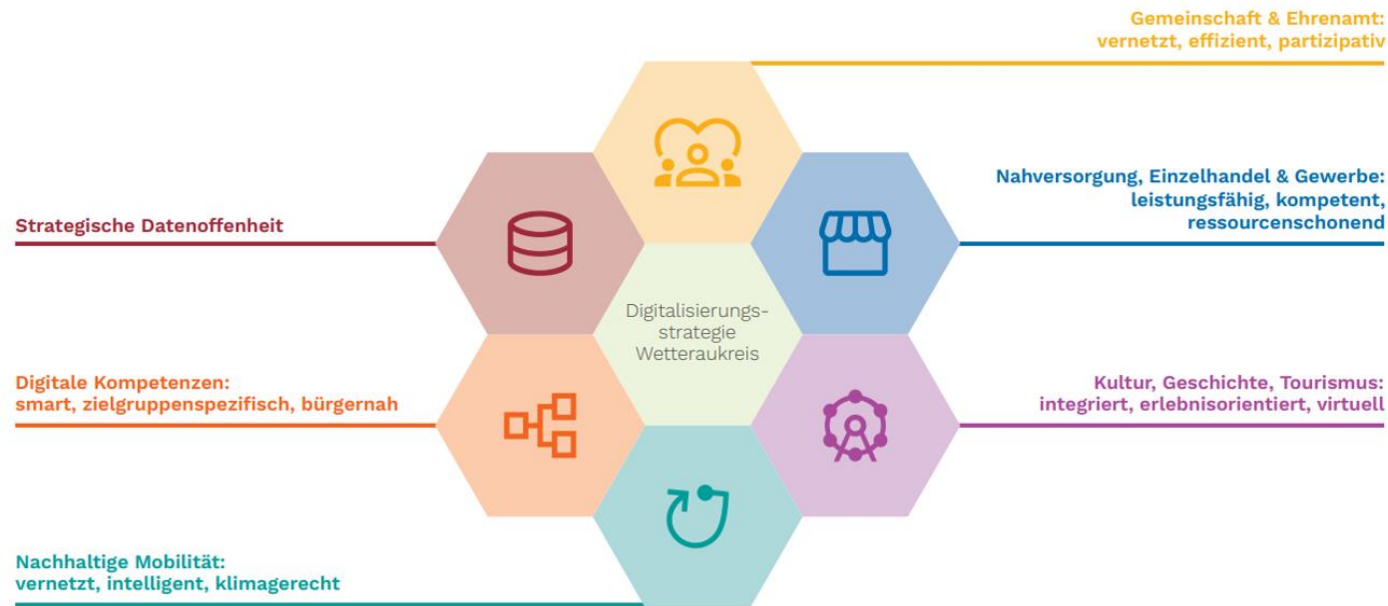 Gemeinschaft & Ehrenamt:
vernetzt, effizient, partizipativ
Nahversorgung, Einzelhandel & Gewerbe:
leistungsfähig, kompetent,
ressourcenschonend
Strategische Datenoffenheit
Digitalisierungs-
strategie
Wetteraukreis
Digitale Kompetenzen:
smart, zielgruppenspezifisch, bürgernah
Kultur, Geschichte, Tourismus:
integriert, erlebnisorientiert, virtuell
Nachhaltige Mobilität:
vernetzt, intelligent, klimagerecht